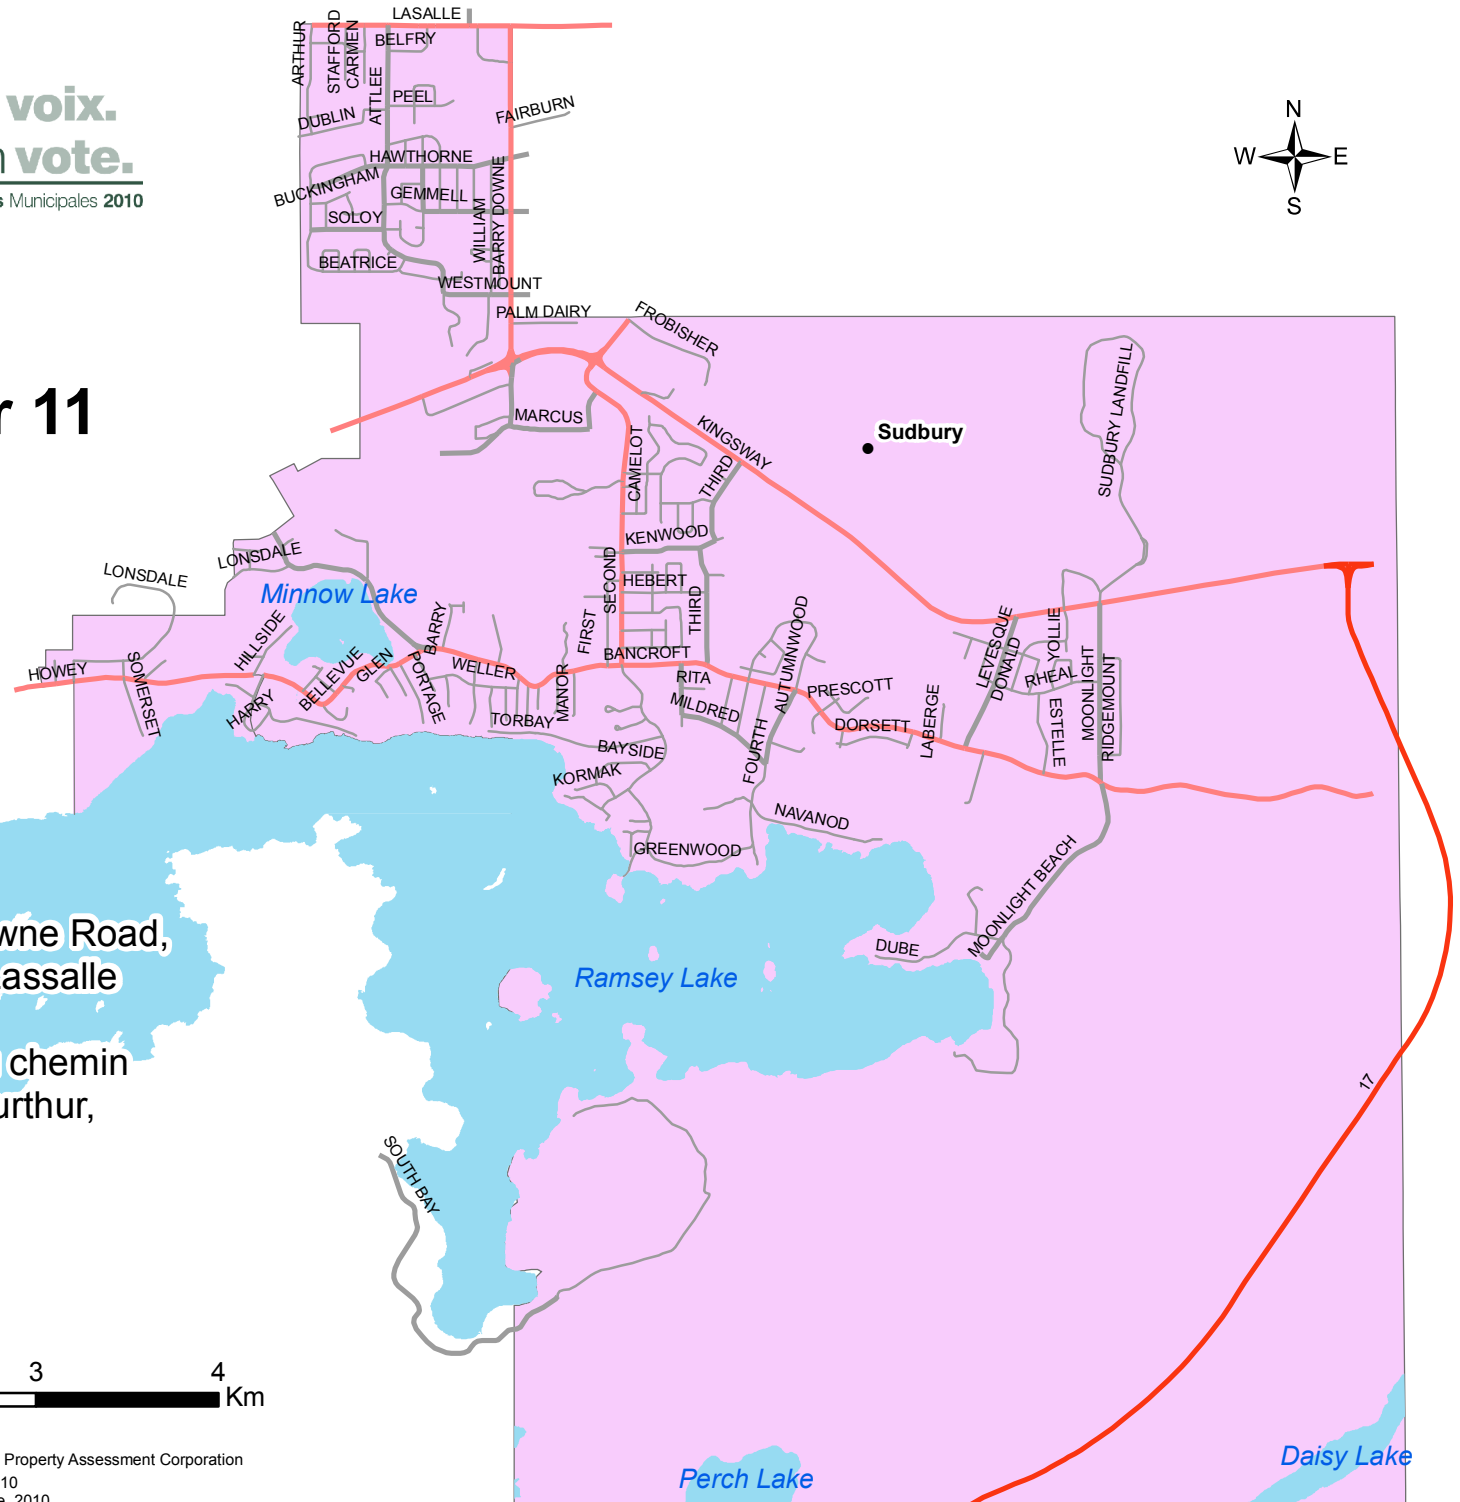 LASALLE
ARTHUR
STAFFORD
CARMEN
BELFRY
ATTLEE
PEEL
DUBLIN
FAIRBURN
voix.
vote.
Municipales 2010
N
W E
S
HAWTHORNE
BUCKINGHAM
GEMMELL
SOLOY
WILLIAM
BARRY DOWNE
BEATRICE
WESTMOUNT
PALM DAIRY
FROBISHER
11
MARCUS
KINGSWAY
Sudbury
SUDBURY LANDFILL
CAMELOT
THIRD
KENWOOD
LONSDALE
LONSDALE
Minnow Lake
SECOND
HEBERT
THIRD
FIRST
BARRY
HILLSIDE
AUTUMNWOOD
LEVESQUE
DONALD
YOLLIE
HOWEY
SOMERSET
BELLEVUE
GLEN
PORTAGE
WELLER
MANOR
BANCROFT
RITA
MILDRED
PRESCOTT
RHEAL
MOONLIGHT
RIDGEMOUNT
HARRY
TORBAY
BAYSIDE
FOURTH
DORSETT
LABERGE
ESTELLE
KORMAK
NAVANOD
GREENWOOD
MOONLIGHT BEACH
DUBE
wne Road,
assalle
Ramsey Lake
chemin
urthur,
17
SOUTH BAY
3 4
Km
Property Assessment Corporation
10
2010
Perch Lake
Daisy Lake